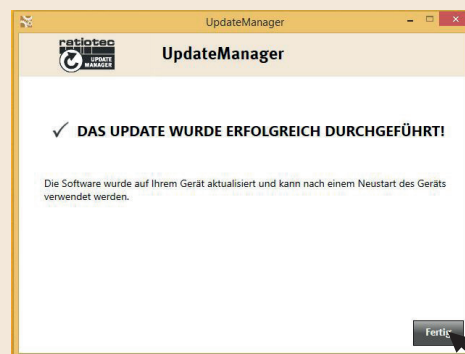 UpdateManager
ratiotec
UPDATE
MANAGER
UpdateManager
DAS UPDATE WURDE ERFOLGREICH DURCHGEFÜHRT!
Die Software wurde auf Ihrem Gerät aktualisiert und kann nach einem Neustart des Geräts
verwendet werden.
Fertig